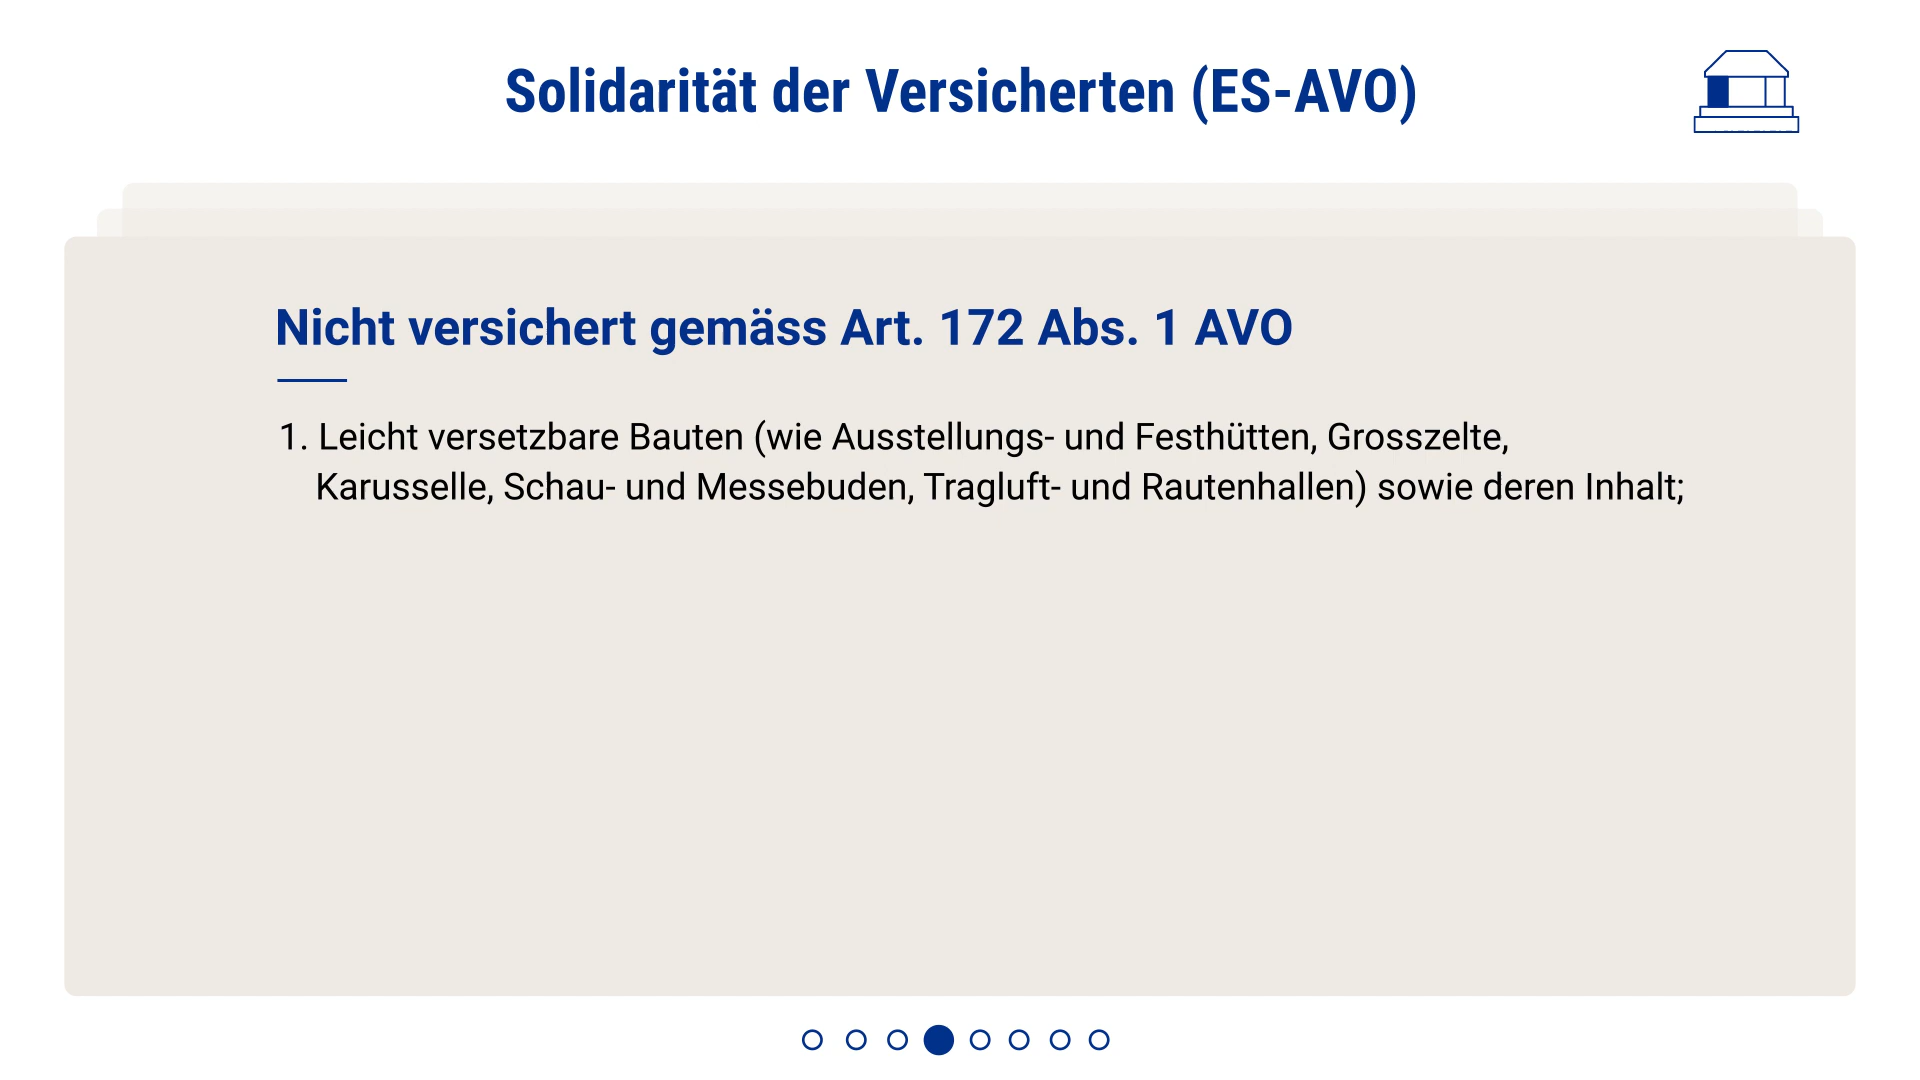 Solidarität der Versicherten (ES-AVO)
Nicht versichert gemäss Art. 172 Abs. 1 AVO
1. Leicht versetzbare Bauten (wie Ausstellungs- und Festhütten, Grosszelte,
Karusselle, Schau- und Messebuden, Tragluft- und Rautenhallen) sowie deren Inhalt;